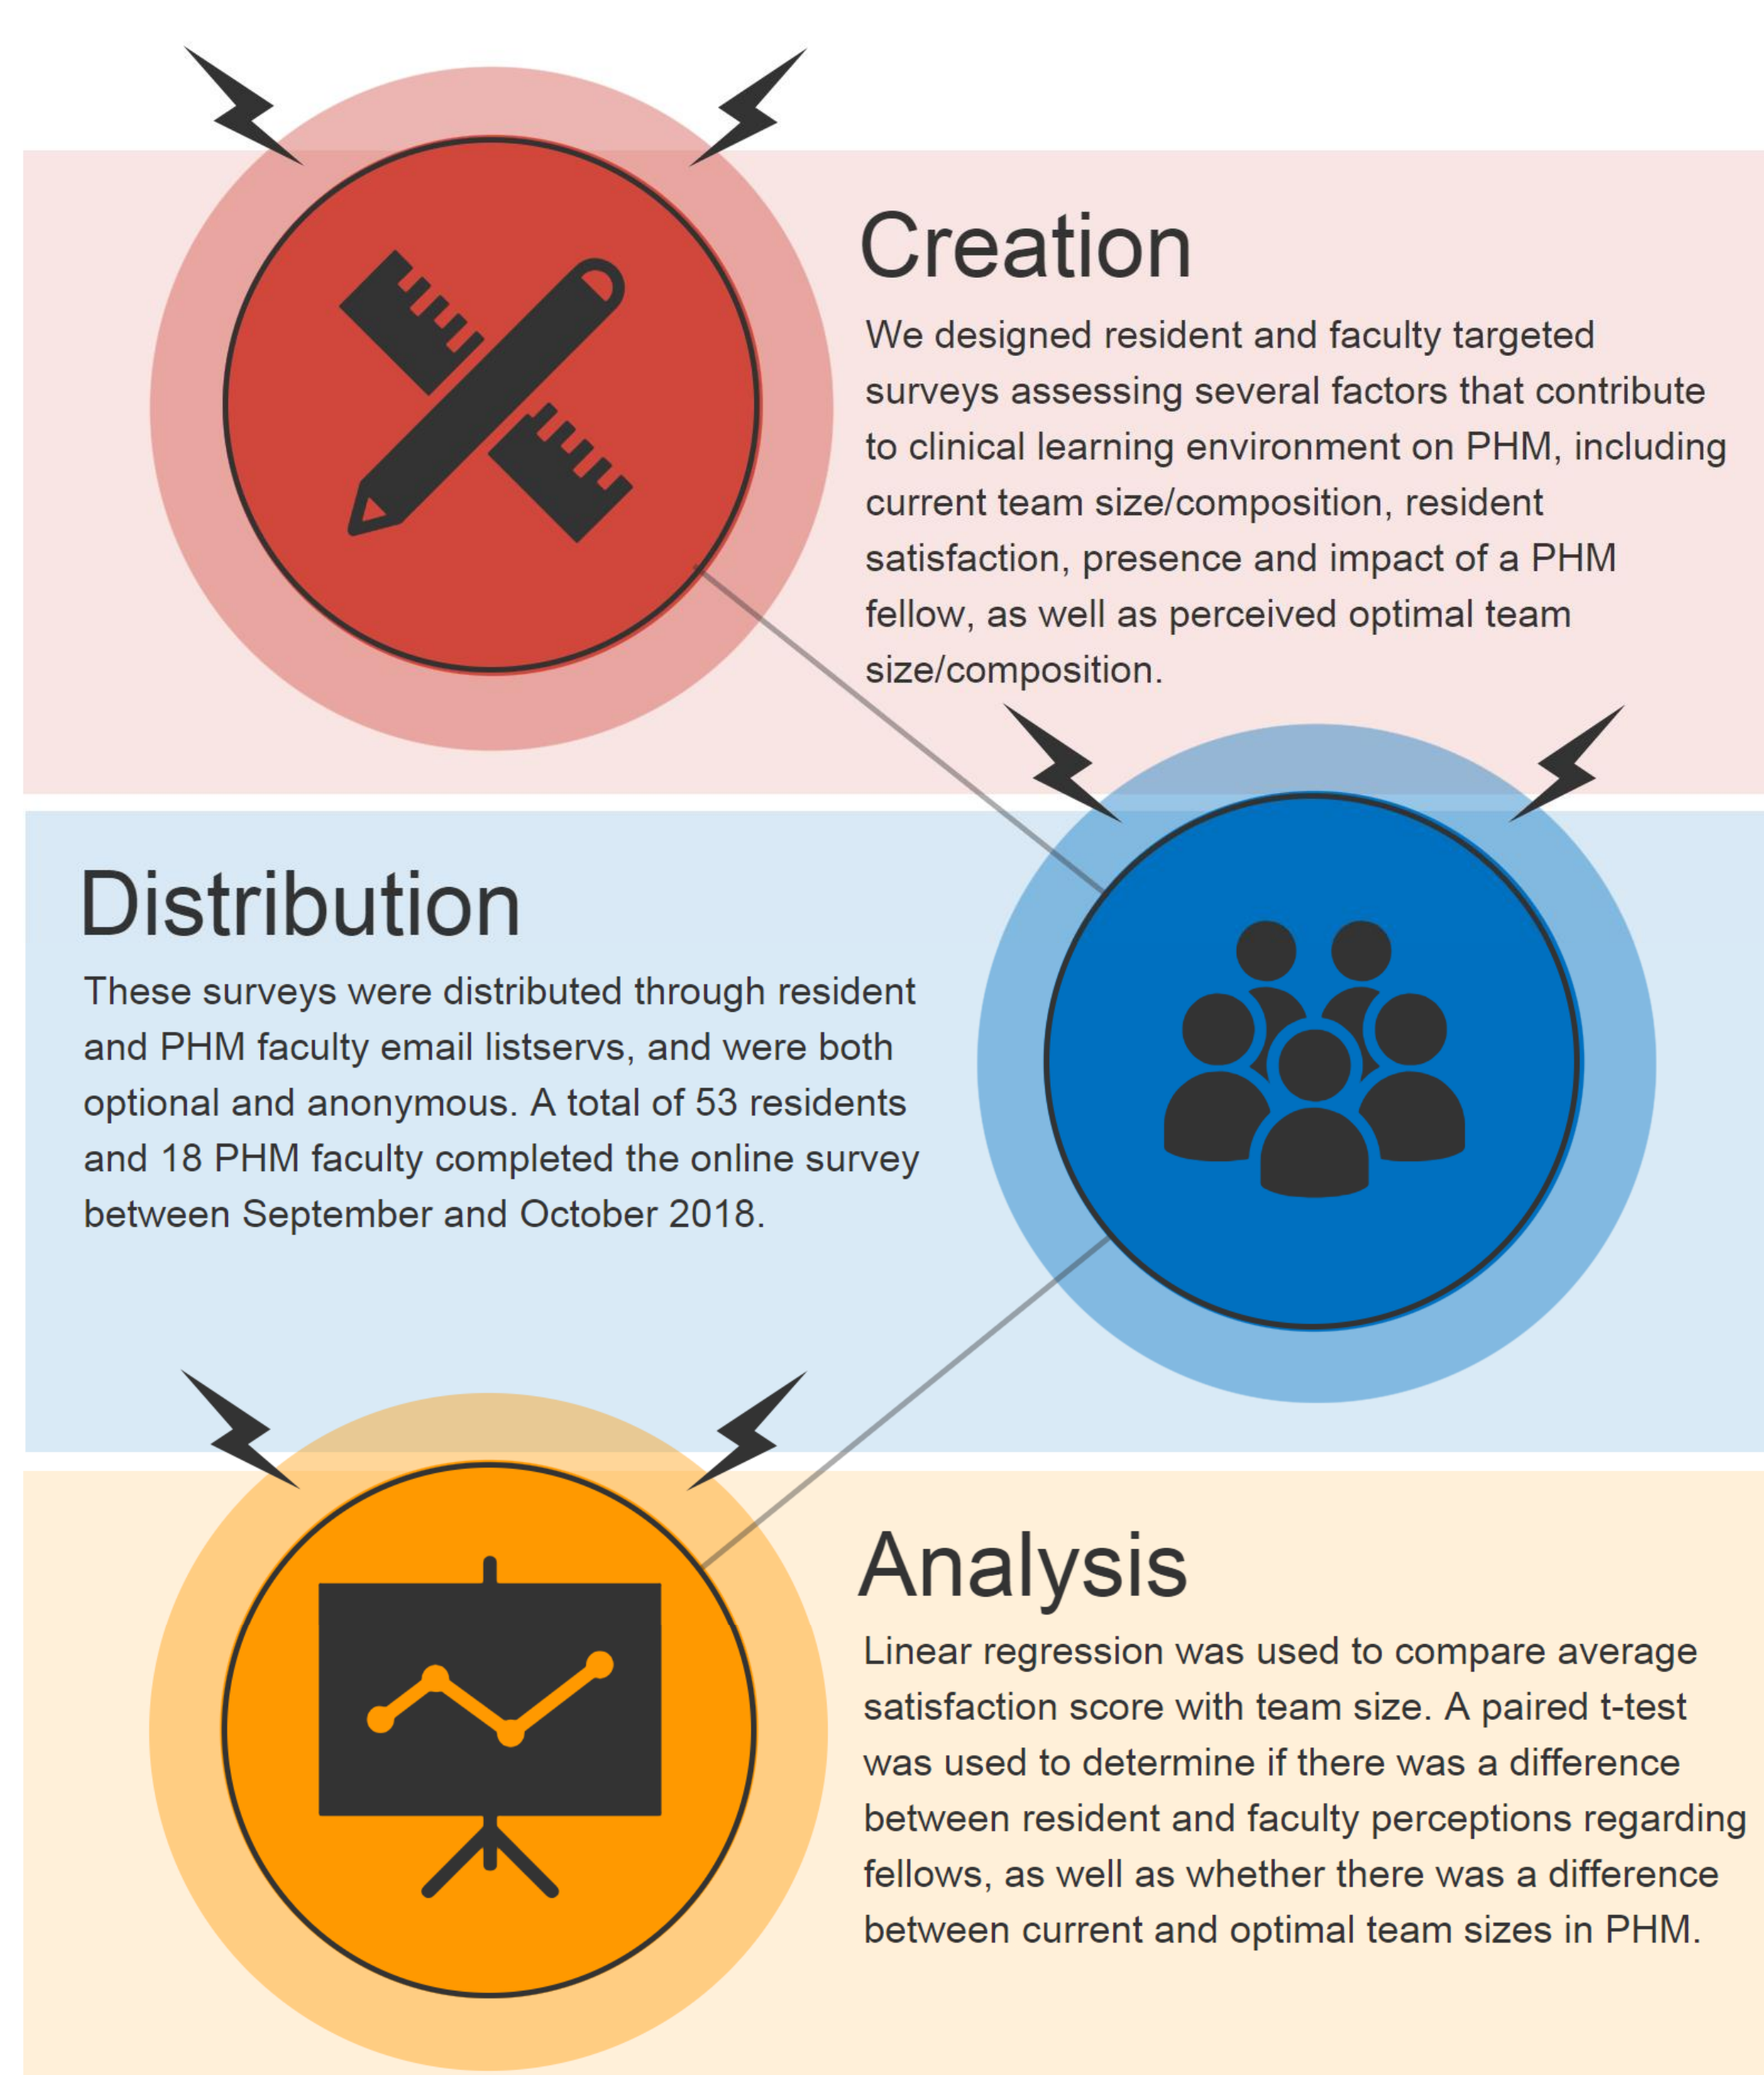 Creation
We designed resident and faculty targeted
surveys assessing several factors that contribute
to clinical learning environment on PHM, including
current team size/composition, resident
satisfaction, presence and impact of a PHM
fellow, as well as perceived optimal team
size/composition.
Distribution
These surveys were distributed through resident
and PHM faculty email listservs, and were both
optional and anonymous. A total of 53 residents
and 18 PHM faculty completed the online survey
between September and October 2018.
Analysis
Linear regression was used to compare average
satisfaction score with team size. A paired t-test
was used to determine if there was a difference
between resident and faculty perceptions regarding
fellows, as well as whether there was a difference
between current and optimal team sizes in PHM.